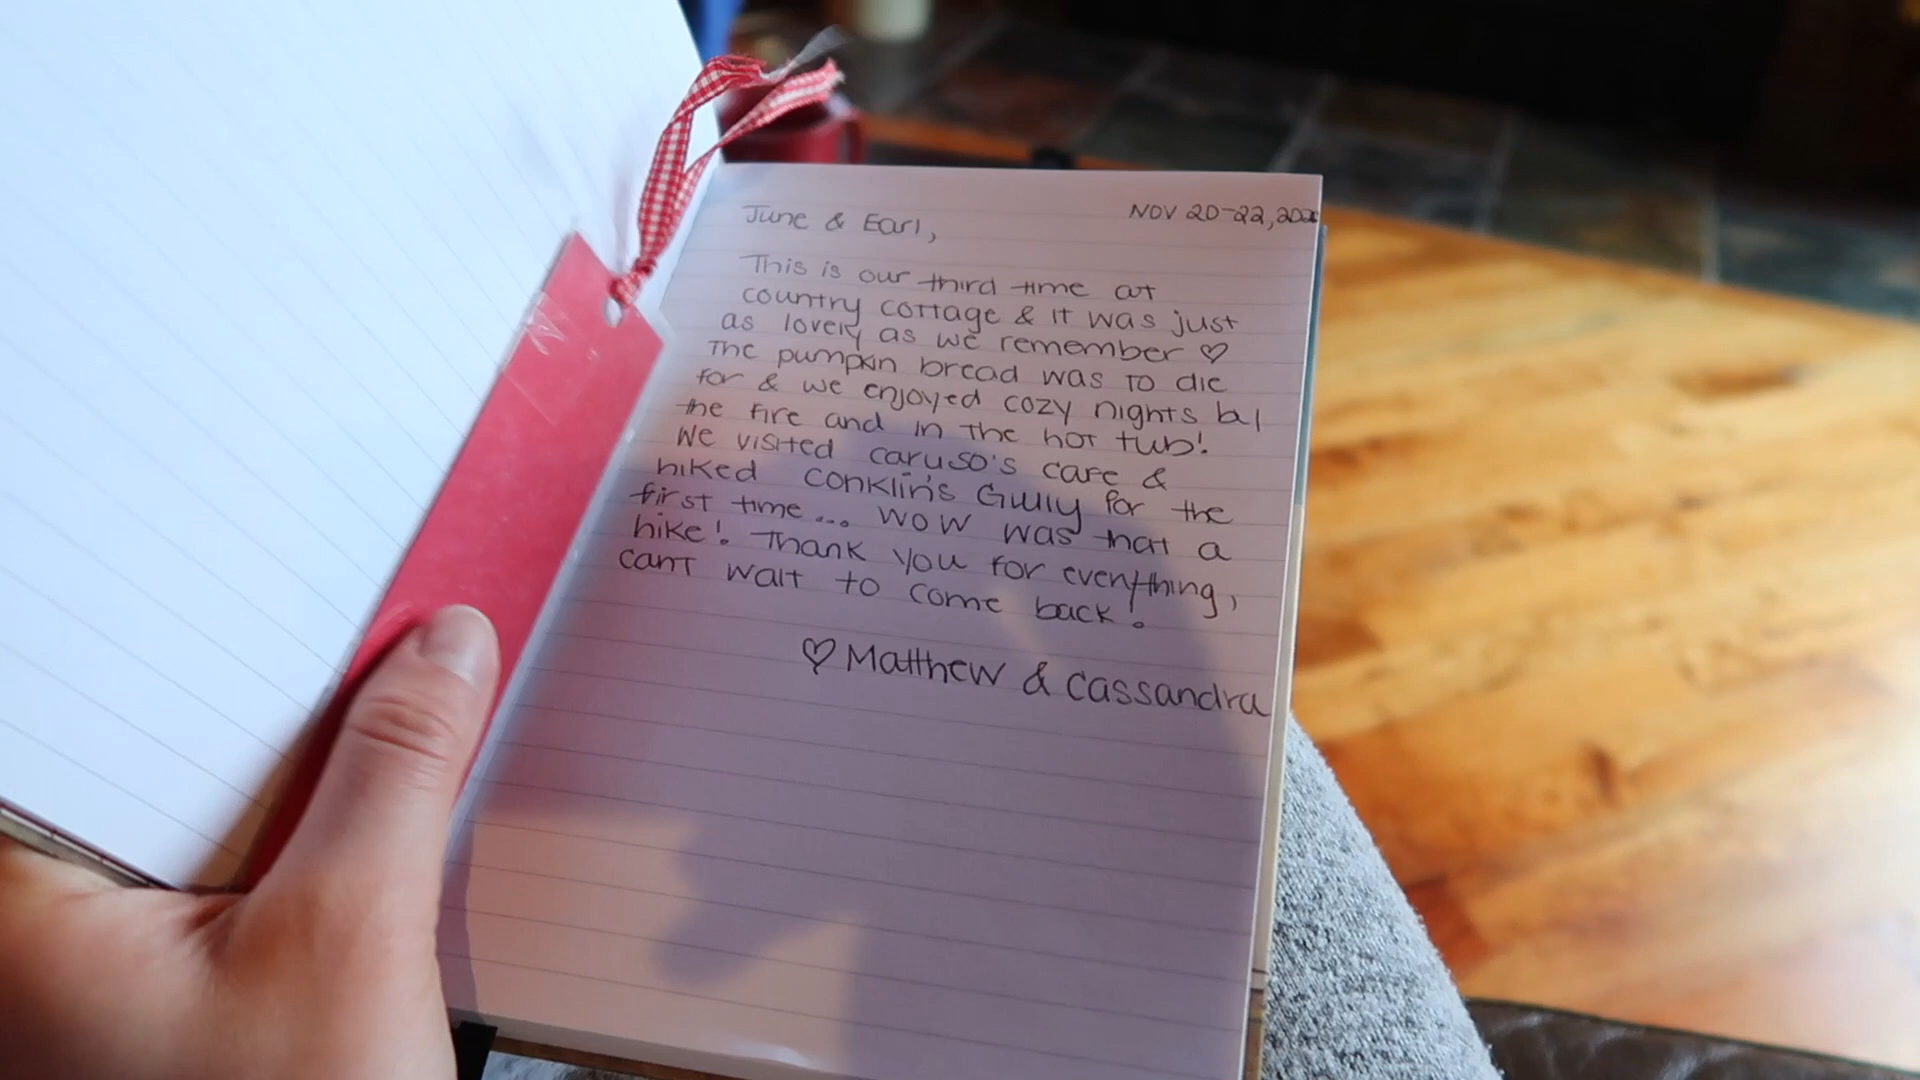 June & Earl,
NOV 20-22, 2020
This is our third time at
country cottage & it was just
as lovely as we remember ♡
The pumpkin bread was to die
for & we enjoyed cozy nights by
the fire and in the hot tub!
We visited caruso's cafe &
hiked Conklin's Gully for the
first time... wow was that a
hike! Thank you for everything,
can't wait to come back!
♡ Matthew & Cassandra